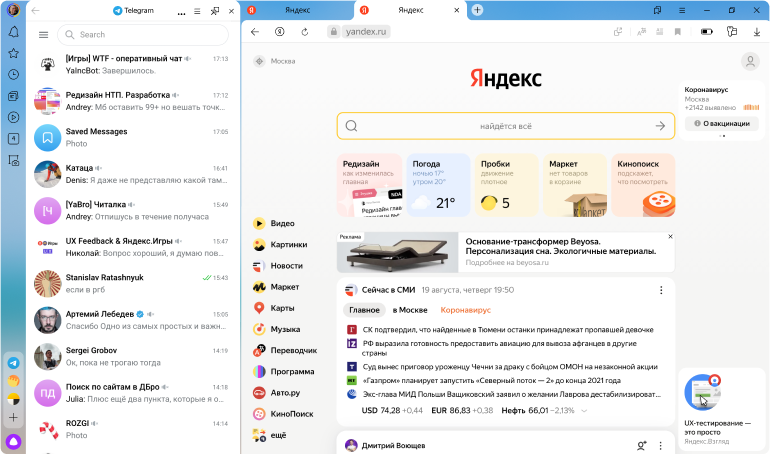 Telegram
Search
[Игры] WTF - оперативный чат
17:13
YaIncBot: Завершилось.
Редизайн НТП. Разработка
17:12
Andrey: Мб оставить 99+ но вешать точк...
Saved Messages
17:05
Photo
Катаца
16:41
Denis: Я даже не представляю какой там...
[YaBro] Читалка
15:49
Andrey: Отпишусь в течение получаса
UX Feedback & Яндекс.Игры
15:47
Николай: Вопрос хороший, я думаю пов...
Stanislav Ratashnyuk
15:43
если в ргб
Артемий Лебедев
15:05
Спасибо Одно из самых простых и важн...
Sergei Grobov
14:19
Ок, пока не трогаю тогда
ПД
Поиск по сайтам в ДБро
14:18
Julia: Плюс ещё два пункта, которые я о...
ROZGI
14:14
Photo
4
Яндекс
Яндекс
yandex.ru
Москва
Яндекс
найдётся всё
Коронавирус
Москва
+2142 выявлено
О вакцинации
Редизайн
как изменилась
главная
NDA
Погода
ночью 17°
утром 20°
21°
Пробки
движение
плотное
5
Маркет
нет товаров
в корзине
Кинопоиск
подскажет,
что посмотреть
Видео
Картинки
Новости
Маркет
Карты
Музыка
Переводчик
Программа
Авто.ру
КиноПоиск
ещё
Реклама
Основание-трансформер Beyosa.
Персонализация сна. Экологичные материалы.
Подробнее на beyosa.ru
Сейчас в СМИ
19 августа, четверг 13:50
Главное
в Москве
Коронавирус
СК подтвердил, что найденные в Тюмени останки принадлежат пропавшей девочке
РФ выразила готовность предоставить авиацию для вывоза афганцев в другие
страны
Суд вынес приговор уроженцу Чечни за драку с бойцом ОМОН на незаконной акции
«Газпром» планирует запустить «Северный поток — 2» до конца 2021 года
Экс-глава МИД Польши Ващиковский заявил о желании Лаврова дестабилизироват...
USD 74,28 +0,44 EUR 86,83 +0,38 Нефть 66,01 −2,13%
Дмитрий Воющев
UX-тестирование —
это просто
Яндекс.Взгляд